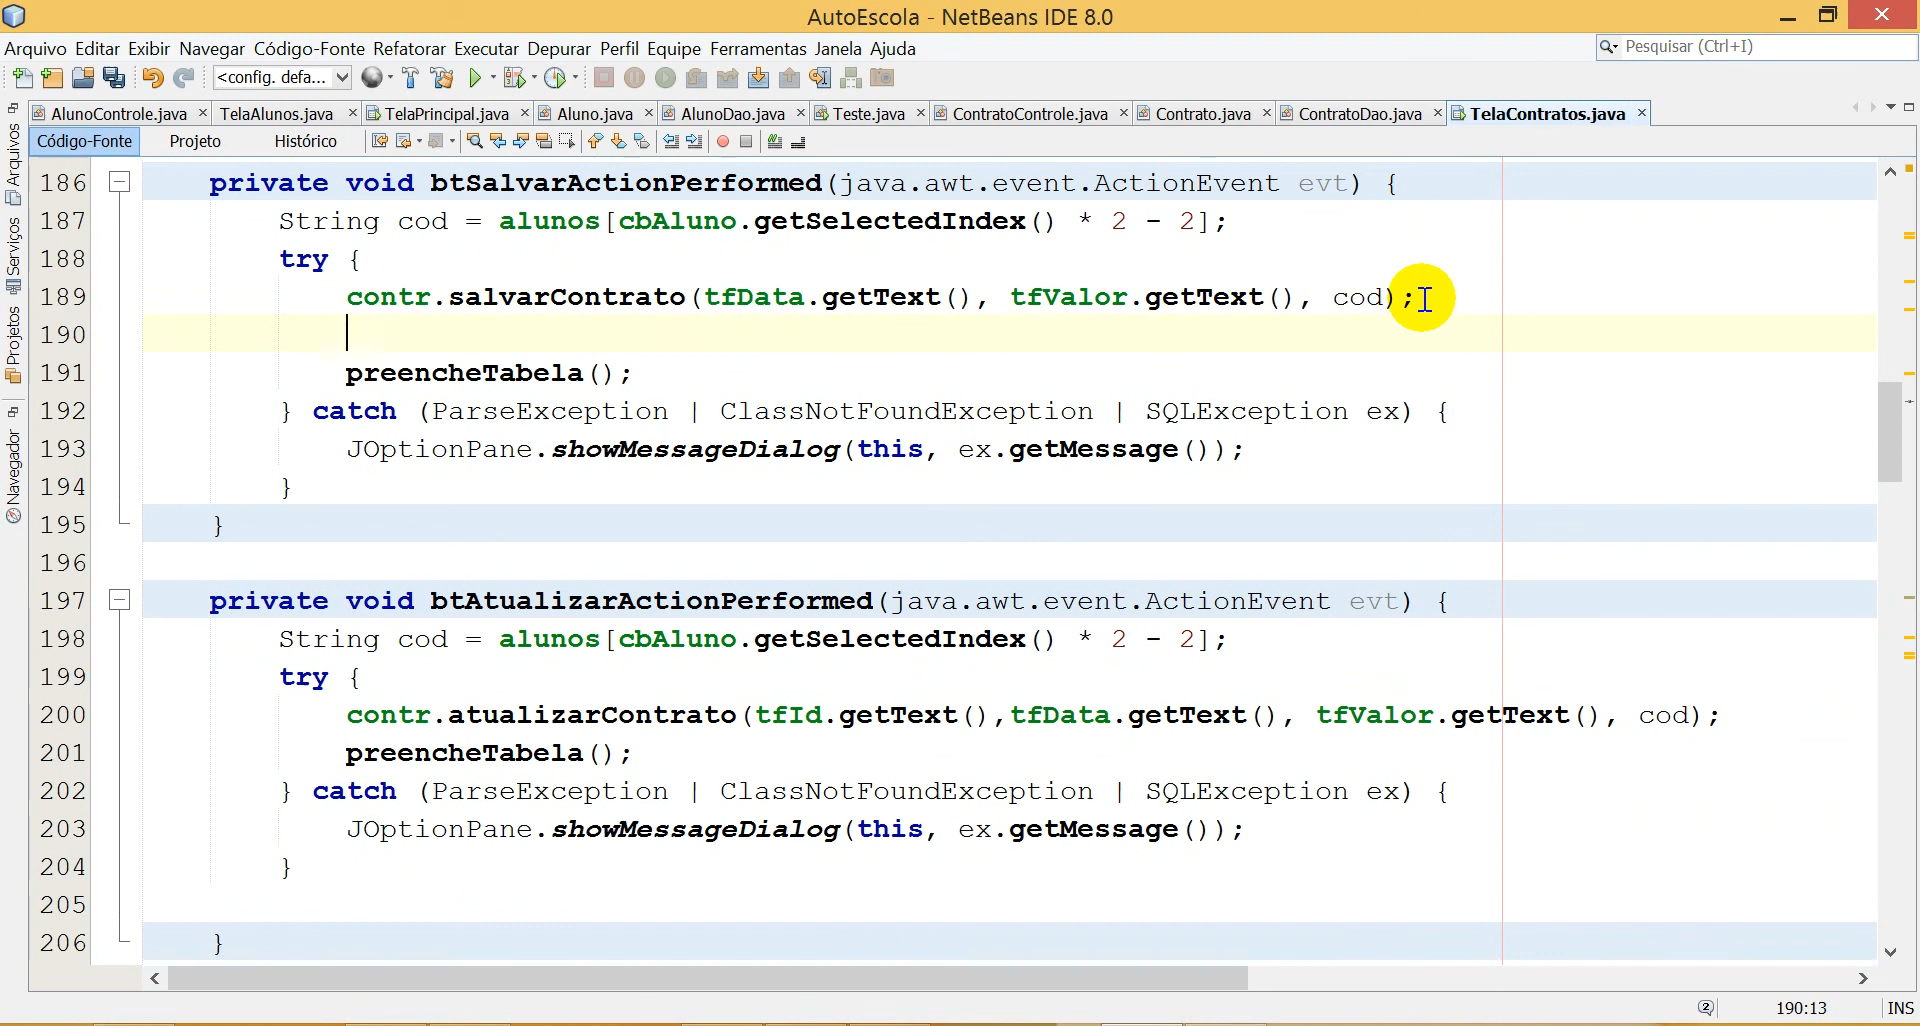 AutoEscola - NetBeans IDE 8.0
Arquivo Editar Exibir Navegar Código-Fonte Refatorar Executar Depurar Perfil Equipe Ferramentas Janela Ajuda
Pesquisar (Ctrl+I)
<config. defa...
AlunoControle.java TelaAlunos.java TelaPrincipal.java Aluno.java AlunoDao.java Teste.java ContratoControle.java Contrato.java ContratoDao.java TelaContratos.java
Código-Fonte Projeto Histórico
Arquivos
Serviços
Projetos
Navegador
186 private void btSalvarActionPerformed(java.awt.event.ActionEvent evt) {
187 String cod = alunos[cbAluno.getSelectedIndex() * 2 - 2];
188 try {
189 contr.salvarContrato(tfData.getText(), tfValor.getText(), cod);
190
191 preencheTabela();
192 } catch (ParseException | ClassNotFoundException | SQLException ex) {
193 JOptionPane.showMessageDialog(this, ex.getMessage());
194 }
195 }
196
197 private void btAtualizarActionPerformed(java.awt.event.ActionEvent evt) {
198 String cod = alunos[cbAluno.getSelectedIndex() * 2 - 2];
199 try {
200 contr.atualizarContrato(tfId.getText(),tfData.getText(), tfValor.getText(), cod);
201 preencheTabela();
202 } catch (ParseException | ClassNotFoundException | SQLException ex) {
203 JOptionPane.showMessageDialog(this, ex.getMessage());
204 }
205
206 }
2 190:13 INS